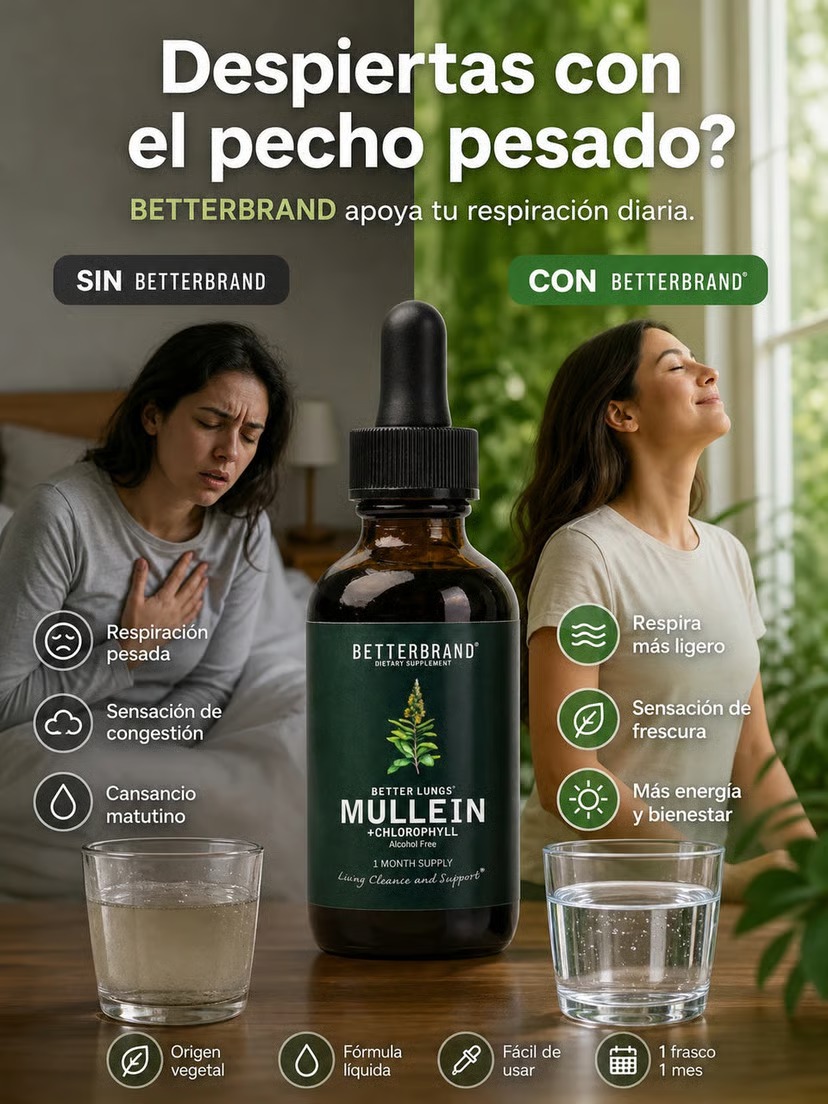 Despiertas con
el pecho pesado?
BETTERBRAND apoya tu respiración diaria.
SIN BETTERBRAND
CON BETTERBRAND®
Respiración
pesada
Sensación de
congestión
Cansancio
matutino
BETTERBRAND®
DIETARY SUPPLEMENT
BETTER LUNGS®
MULLEIN
+CHLOROPHYLL
Alcohol Free
1 MONTH SUPPLY
Liung Cleance and Support®
Respira
más ligero
Sensación de
frescura
Más energía
y bienestar
Origen
vegetal
Fórmula
líquida
Fácil de
usar
1 frasco
1 mes